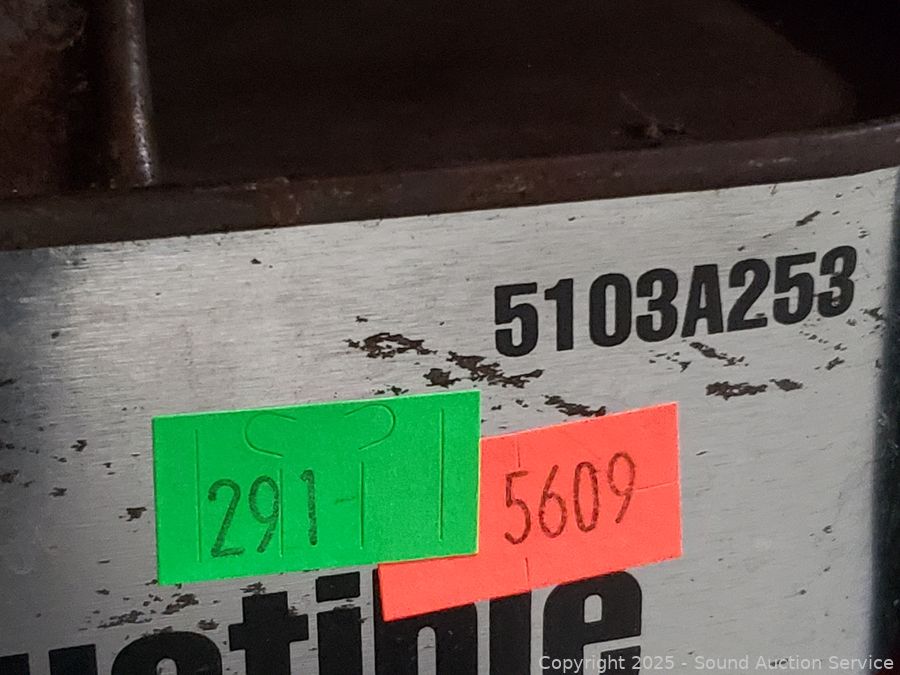 5103A253
291-
5609
Copyright 2025 - Sound Auction Service